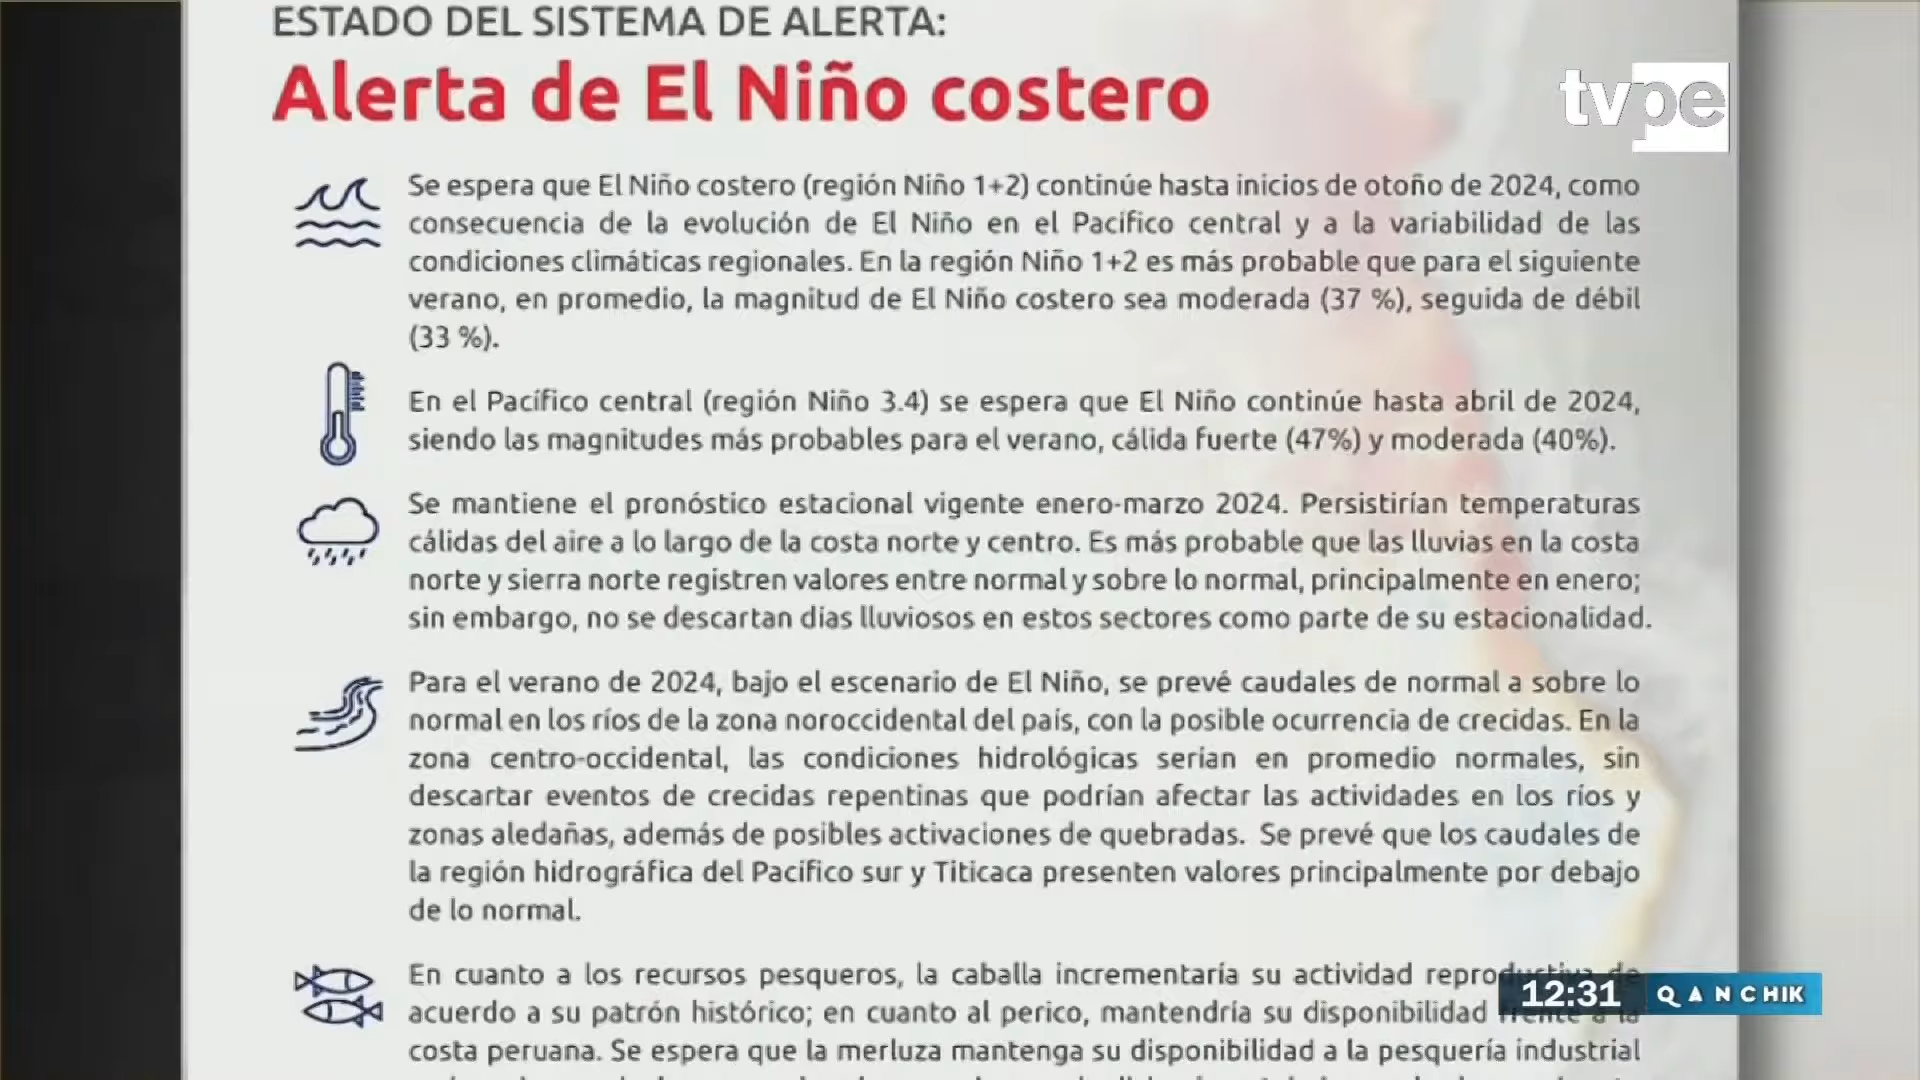 ESTADO DEL SISTEMA DE ALERTA:
Alerta de El Niño costero
tvpe
Se espera que El Niño costero (región Niño 1+2) continúe hasta inicios de otoño de 2024, como
consecuencia de la evolución de El Niño en el Pacífico central y a la variabilidad de las
condiciones climáticas regionales. En la región Niño 1+2 es más probable que para el siguiente
verano, en promedio, la magnitud de El Niño costero sea moderada (37 %), seguida de débil
(33 %).
En el Pacífico central (región Niño 3.4) se espera que El Niño continúe hasta abril de 2024,
siendo las magnitudes más probables para el verano, cálida fuerte (47%) y moderada (40%).
Se mantiene el pronóstico estacional vigente enero-marzo 2024. Persistirían temperaturas
cálidas del aire a lo largo de la costa norte y centro. Es más probable que las lluvias en la costa
norte y sierra norte registren valores entre normal y sobre lo normal, principalmente en enero;
sin embargo, no se descartan días lluviosos en estos sectores como parte de su estacionalidad.
Para el verano de 2024, bajo el escenario de El Niño, se prevé caudales de normal a sobre lo
normal en los ríos de la zona noroccidental del país, con la posible ocurrencia de crecidas. En la
zona centro-occidental, las condiciones hidrológicas serían en promedio normales, sin
descartar eventos de crecidas repentinas que podrían afectar las actividades en los ríos y
zonas aledañas, además de posibles activaciones de quebradas. Se prevé que los caudales de
la región hidrográfica del Pacífico sur y Titicaca presenten valores principalmente por debajo
de lo normal.
En cuanto a los recursos pesqueros, la caballa incrementaría su actividad reproductiva de
acuerdo a su patrón histórico; en cuanto al perico, mantendría su disponibilidad frente a la
costa peruana. Se espera que la merluza mantenga su disponibilidad a la pesquería industrial
12:31 QANCHIK